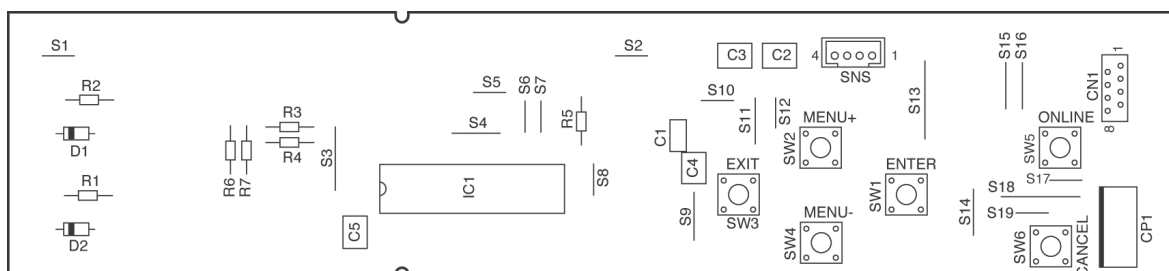 S1
R2
D1
R1
D2
R6
R7
R3
R4
S3
C5
S5
S4
S6
S7
R5
IC1
S8
S2
C3
C2
4
1
SNS
S10
S11
S12
S13
C1
C4
S9
EXIT
SW3
MENU+
SW2
MENU-
SW4
ENTER
SW1
S15
S16
CN1
1
8
ONLINE
SW5
S17
S18
S14
S19
SW6
CANCEL
CP1